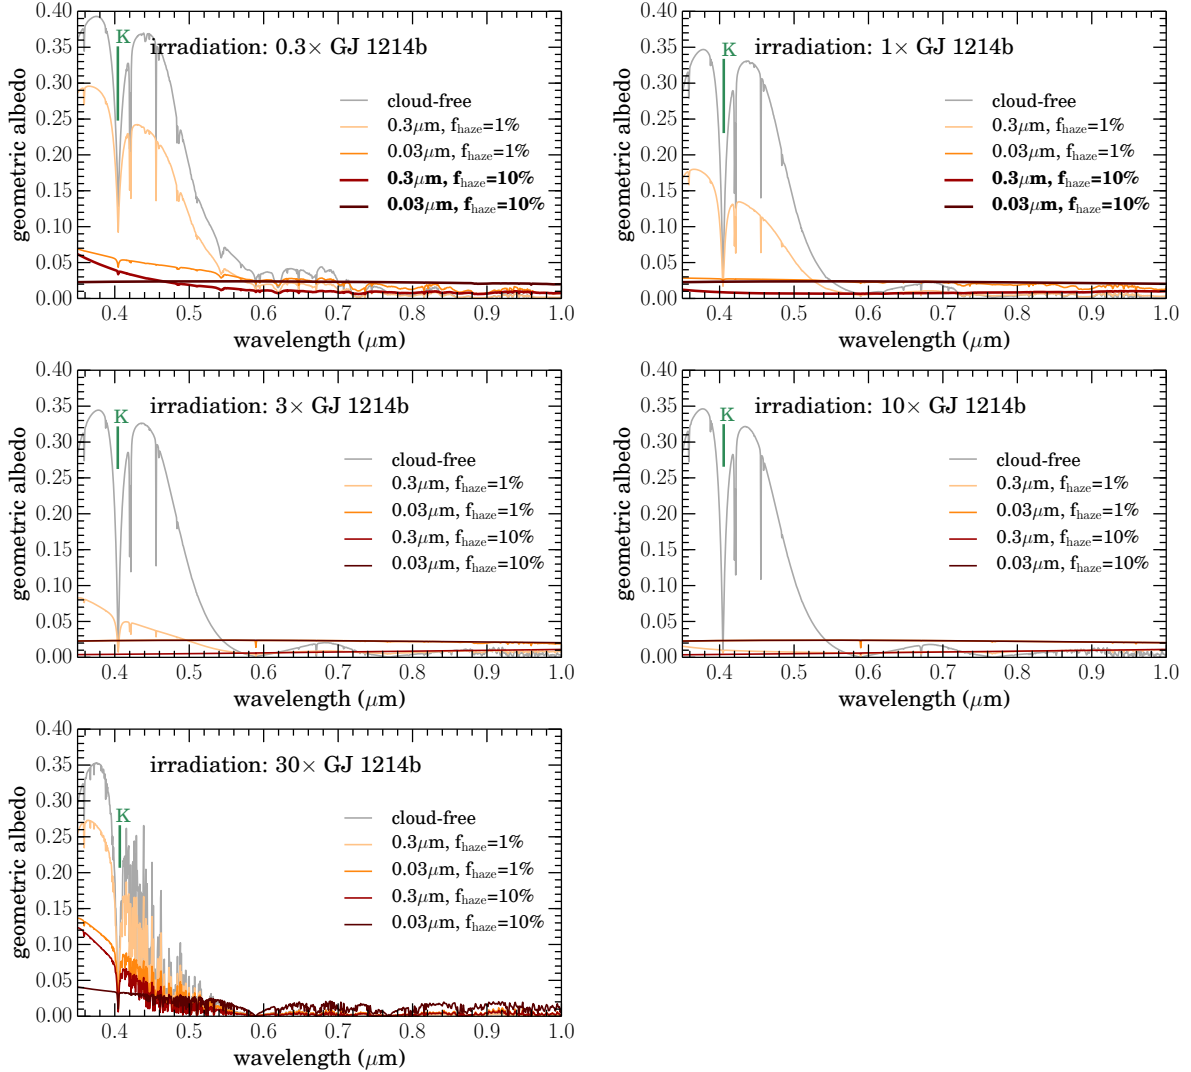 irradiation: 0.3× GJ 1214b
K
cloud-free
0.3μm, f_haze=1%
0.03μm, f_haze=1%
0.3μm, f_haze=10%
0.03μm, f_haze=10%
geometric albedo
0.40
0.35
0.30
0.25
0.20
0.15
0.10
0.05
0.00
0.4 0.5 0.6 0.7 0.8 0.9 1.0
wavelength (μm)
irradiation: 1× GJ 1214b
K
cloud-free
0.3μm, f_haze=1%
0.03μm, f_haze=1%
0.3μm, f_haze=10%
0.03μm, f_haze=10%
geometric albedo
0.40
0.35
0.30
0.25
0.20
0.15
0.10
0.05
0.00
0.4 0.5 0.6 0.7 0.8 0.9 1.0
wavelength (μm)
irradiation: 3× GJ 1214b
K
cloud-free
0.3μm, f_haze=1%
0.03μm, f_haze=1%
0.3μm, f_haze=10%
0.03μm, f_haze=10%
geometric albedo
0.40
0.35
0.30
0.25
0.20
0.15
0.10
0.05
0.00
0.4 0.5 0.6 0.7 0.8 0.9 1.0
wavelength (μm)
irradiation: 10× GJ 1214b
K
cloud-free
0.3μm, f_haze=1%
0.03μm, f_haze=1%
0.3μm, f_haze=10%
0.03μm, f_haze=10%
geometric albedo
0.40
0.35
0.30
0.25
0.20
0.15
0.10
0.05
0.00
0.4 0.5 0.6 0.7 0.8 0.9 1.0
wavelength (μm)
irradiation: 30× GJ 1214b
K
cloud-free
0.3μm, f_haze=1%
0.03μm, f_haze=1%
0.3μm, f_haze=10%
0.03μm, f_haze=10%
geometric albedo
0.40
0.35
0.30
0.25
0.20
0.15
0.10
0.05
0.00
0.4 0.5 0.6 0.7 0.8 0.9 1.0
wavelength (μm)